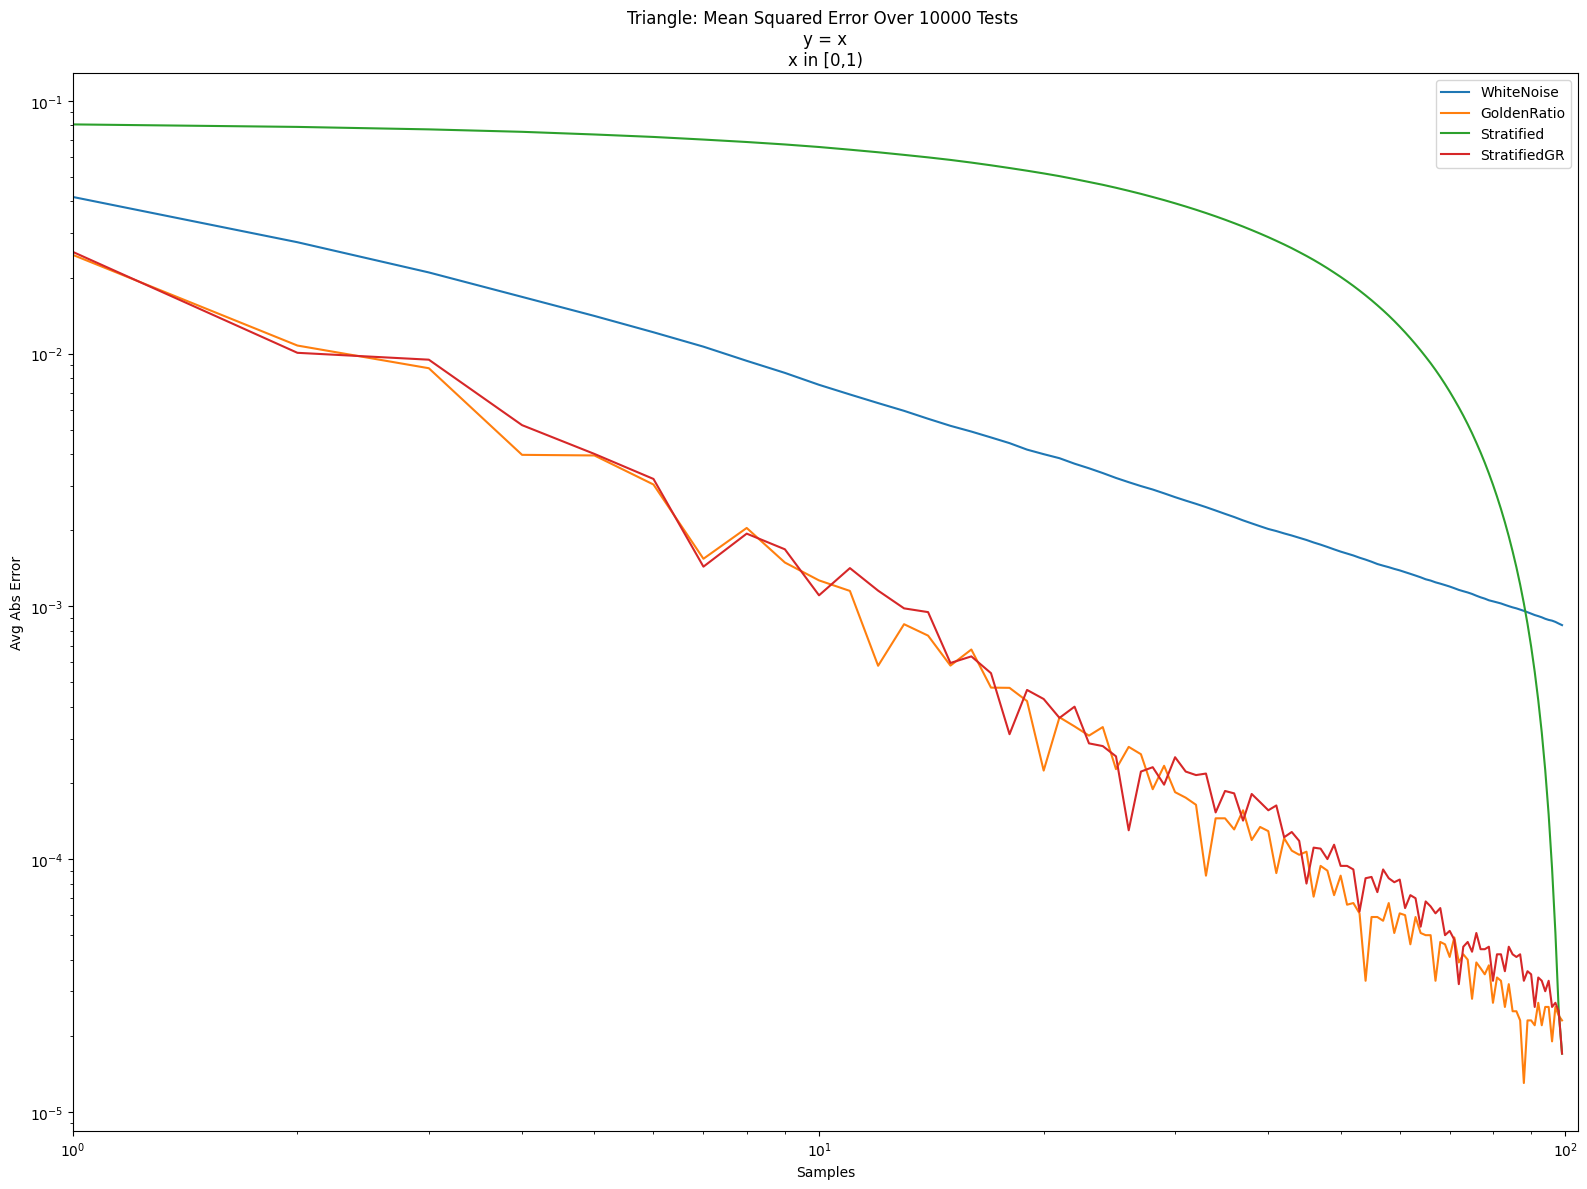 Triangle: Mean Squared Error Over 10000 Tests
y = x
x in [0,1)
WhiteNoise
GoldenRatio
Stratified
StratifiedGR
Avg Abs Error
10⁻¹
10⁻²
10⁻³
10⁻⁴
10⁻⁵
10⁰
10¹
10²
Samples